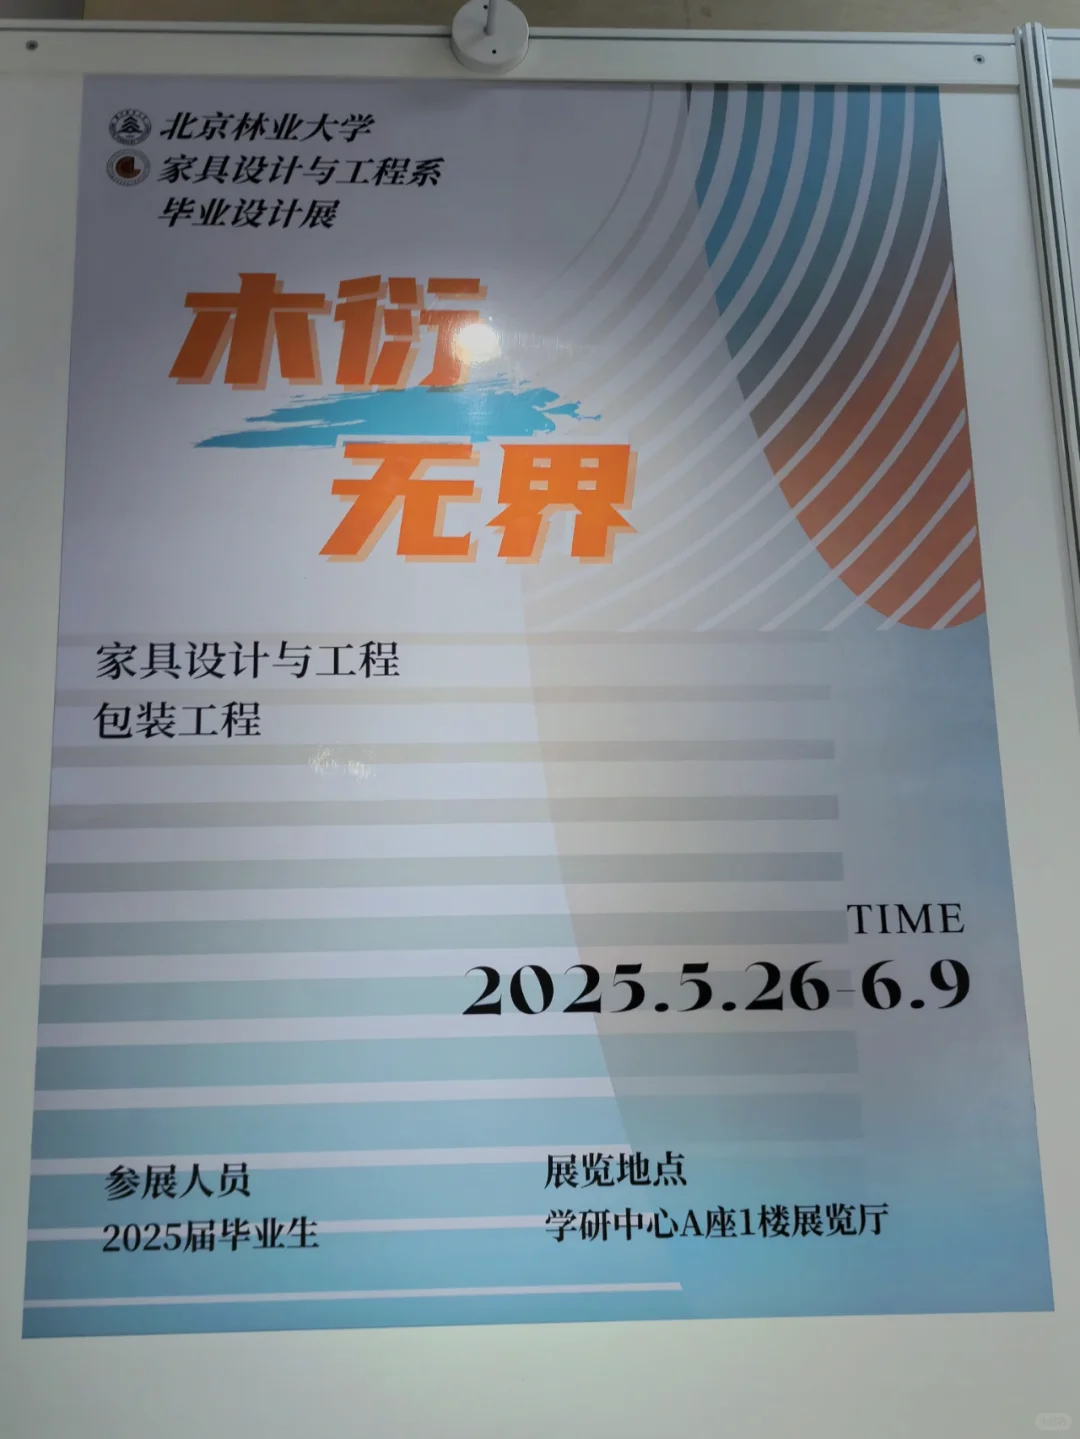 北京林业大学
家具设计与工程系
毕业设计展
木衍
无界
家具设计与工程
包装工程
TIME
2025.5.26-6.9
参展人员
2025届毕业生
展览地点
学研中心A座1楼展览厅